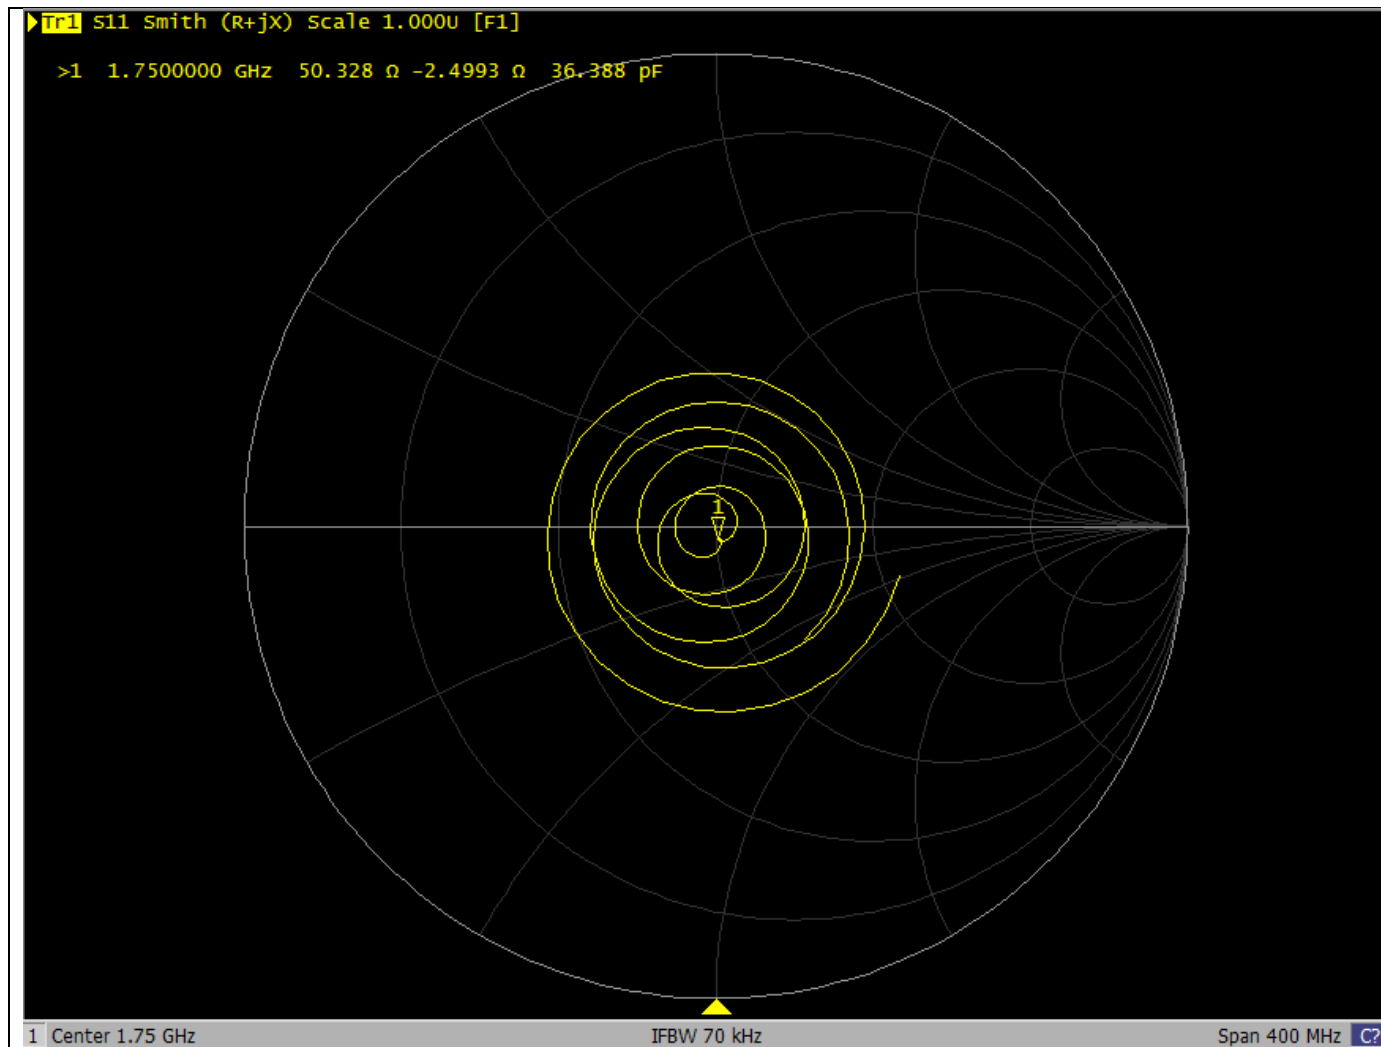 Tr1 S11 Smith (R+jX) Scale 1.000U [F1]
>1 1.7500000 GHz 50.328 Ω -2.4993 Ω 36.388 pF
1
1 Center 1.75 GHz IFBW 70 kHz Span 400 MHz C?